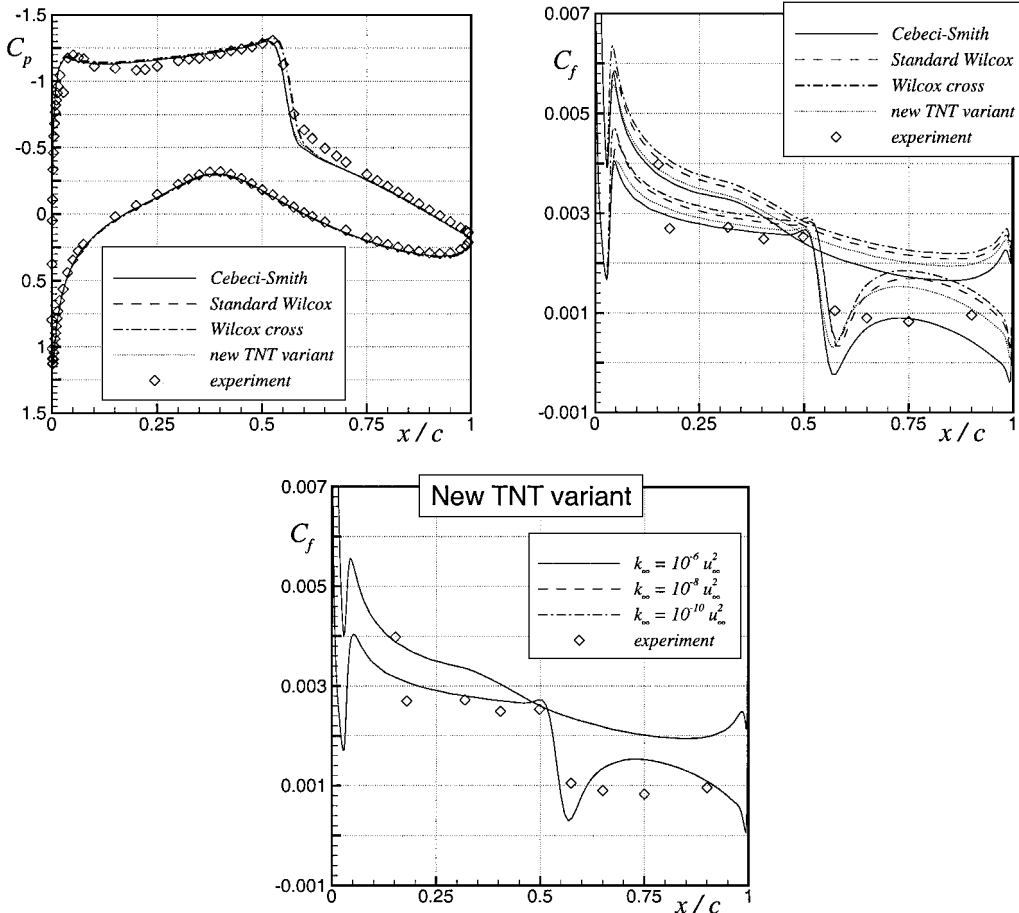 -1.5
C_p
-1
-0.5
0
0.5
1
1.5
0
0.25
0.5
0.75
1
x / c
Cebeci-Smith
Standard Wilcox
Wilcox cross
new TNT variant
experiment
0.007
C_f
0.005
0.003
0.001
-0.001
0
0.25
0.5
0.75
1
x / c
Cebeci-Smith
Standard Wilcox
Wilcox cross
new TNT variant
experiment
New TNT variant
0.007
C_f
0.005
0.003
0.001
-0.001
0
0.25
0.5
0.75
1
x / c
k_∞ = 10^-6 u_∞^2
k_∞ = 10^-8 u_∞^2
k_∞ = 10^-10 u_∞^2
experiment